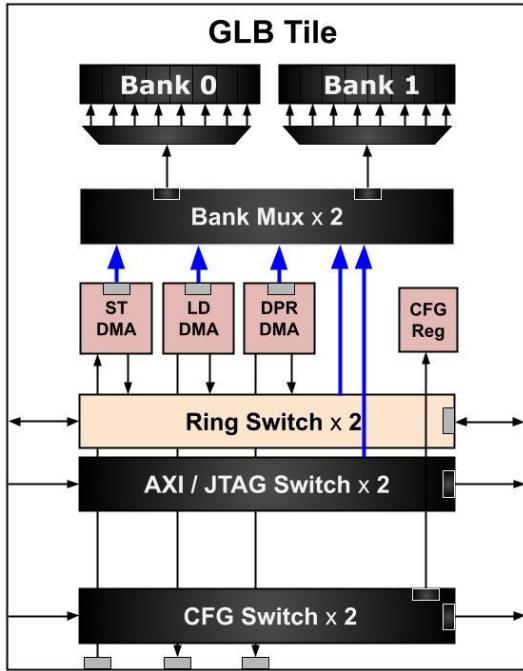 GLB Tile
Bank 0
Bank 1
Bank Mux x 2
ST
DMA
LD
DMA
DPR
DMA
CFG
Reg
Ring Switch x 2
AXI / JTAG Switch x 2
CFG Switch x 2